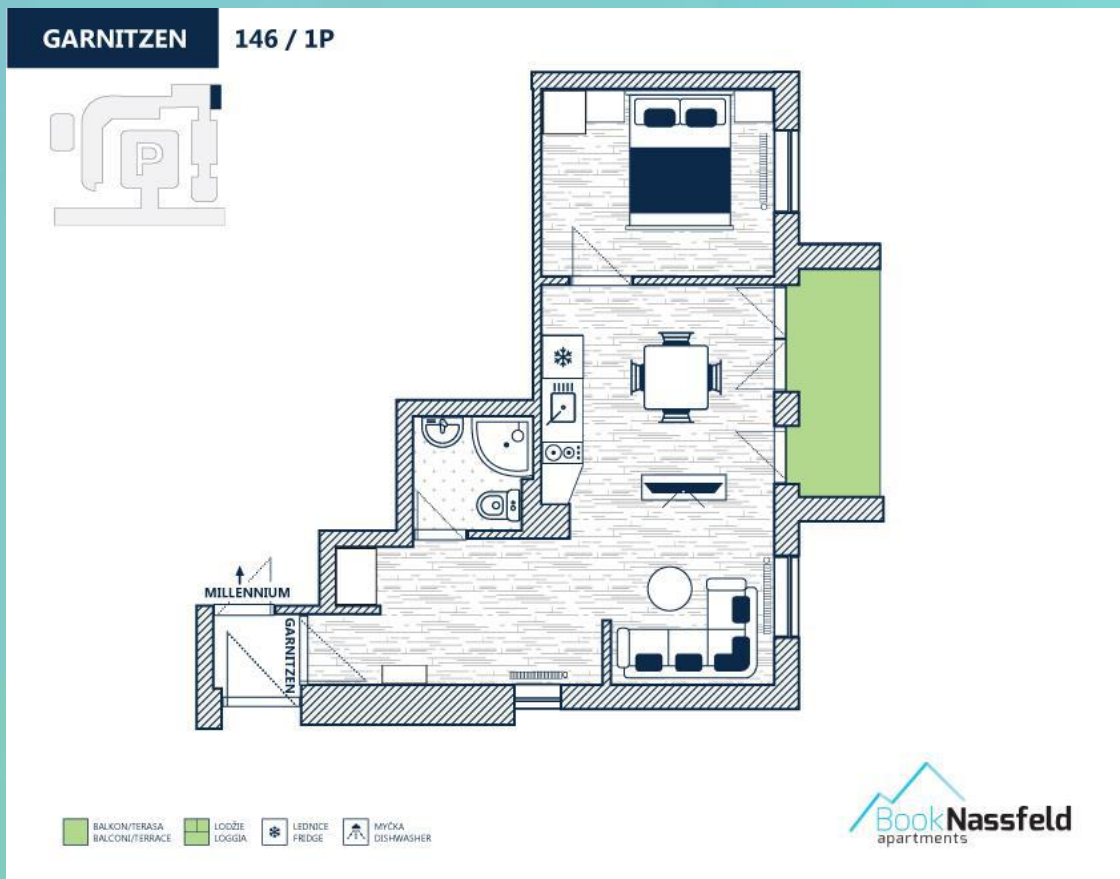 GARNITZEN 146 / 1P
P
MILLENNIUM
GARNITZEN
BALKON/TERASA
BALCONI/TERRACE
LODŽIE
LOGGIA
LEDNICE
FRIDGE
MYČKA
DISHWASHER
BookNassfeld
apartments